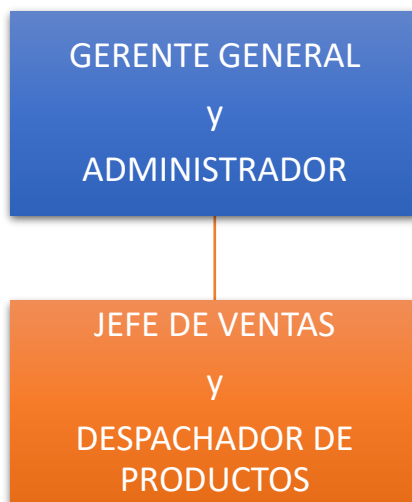 GERENTE GENERAL
y
ADMINISTRADOR
JEFE DE VENTAS
y
DESPACHADOR DE
PRODUCTOS